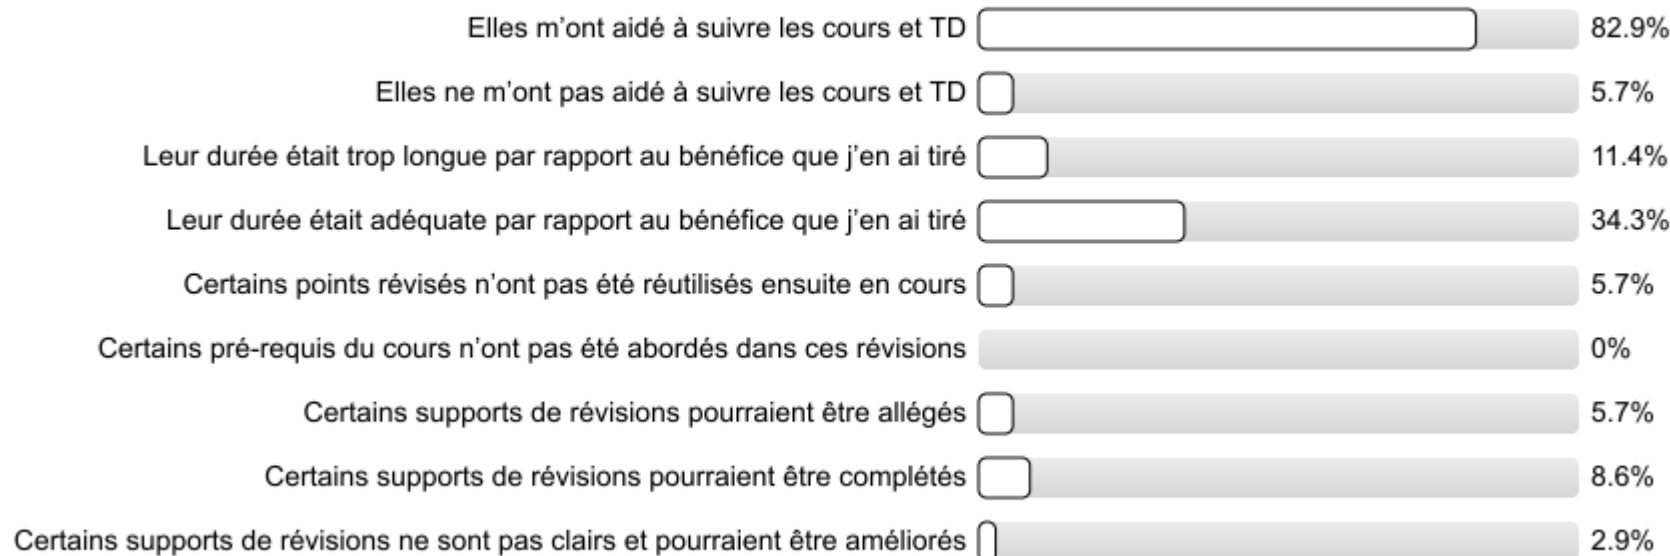 Elles m’ont aidé à suivre les cours et TD 82.9%
Elles ne m’ont pas aidé à suivre les cours et TD 5.7%
Leur durée était trop longue par rapport au bénéfice que j’en ai tiré 11.4%
Leur durée était adéquate par rapport au bénéfice que j’en ai tiré 34.3%
Certains points révisés n’ont pas été réutilisés ensuite en cours 5.7%
Certains pré-requis du cours n’ont pas été abordés dans ces révisions 0%
Certains supports de révisions pourraient être allégés 5.7%
Certains supports de révisions pourraient être complétés 8.6%
Certains supports de révisions ne sont pas clairs et pourraient être améliorés 2.9%